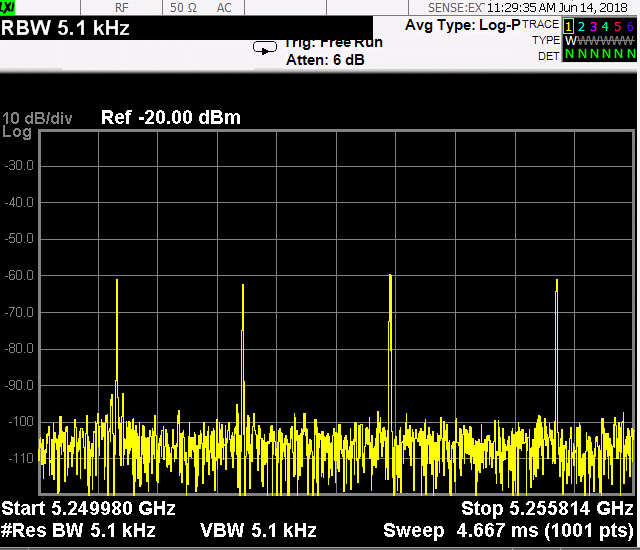 LXI RF 50 Ω AC SENSE:EXT 11:29:35 AM Jun 14, 2018
RBW 5.1 kHz Avg Type: Log-P TRACE 1 2 3 4 5 6
Trig: Free Run TYPE WWWWWW
Atten: 6 dB DET NNNNNN
10 dB/div Ref -20.00 dBm
Log
-30.0
-40.0
-50.0
-60.0
-70.0
-80.0
-90.0
-100
-110
Start 5.249980 GHz Stop 5.255814 GHz
#Res BW 5.1 kHz VBW 5.1 kHz Sweep 4.667 ms (1001 pts)